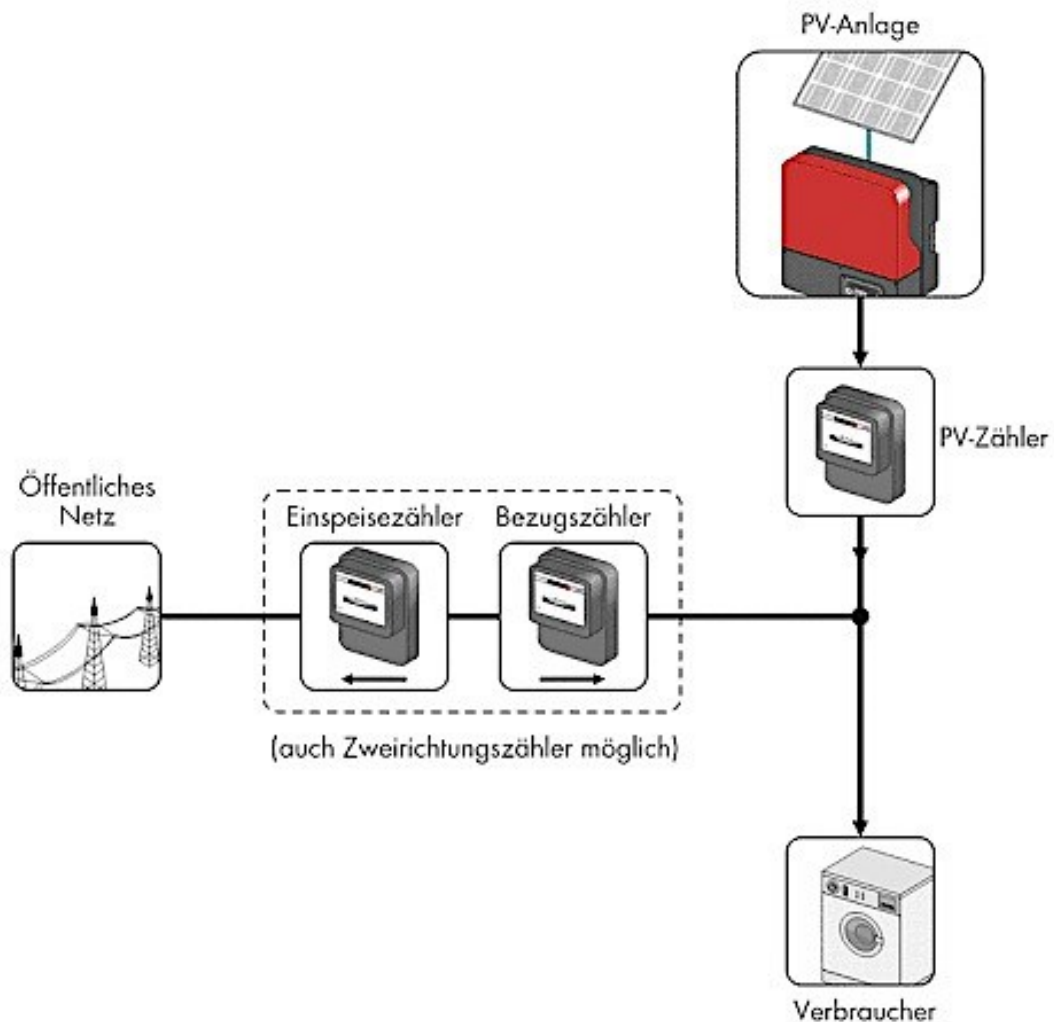 PV-Anlage
PV-Zähler
Öffentliches
Netz
Einspeisezähler
Bezugszähler
(auch Zweirichtungszähler möglich)
Verbraucher